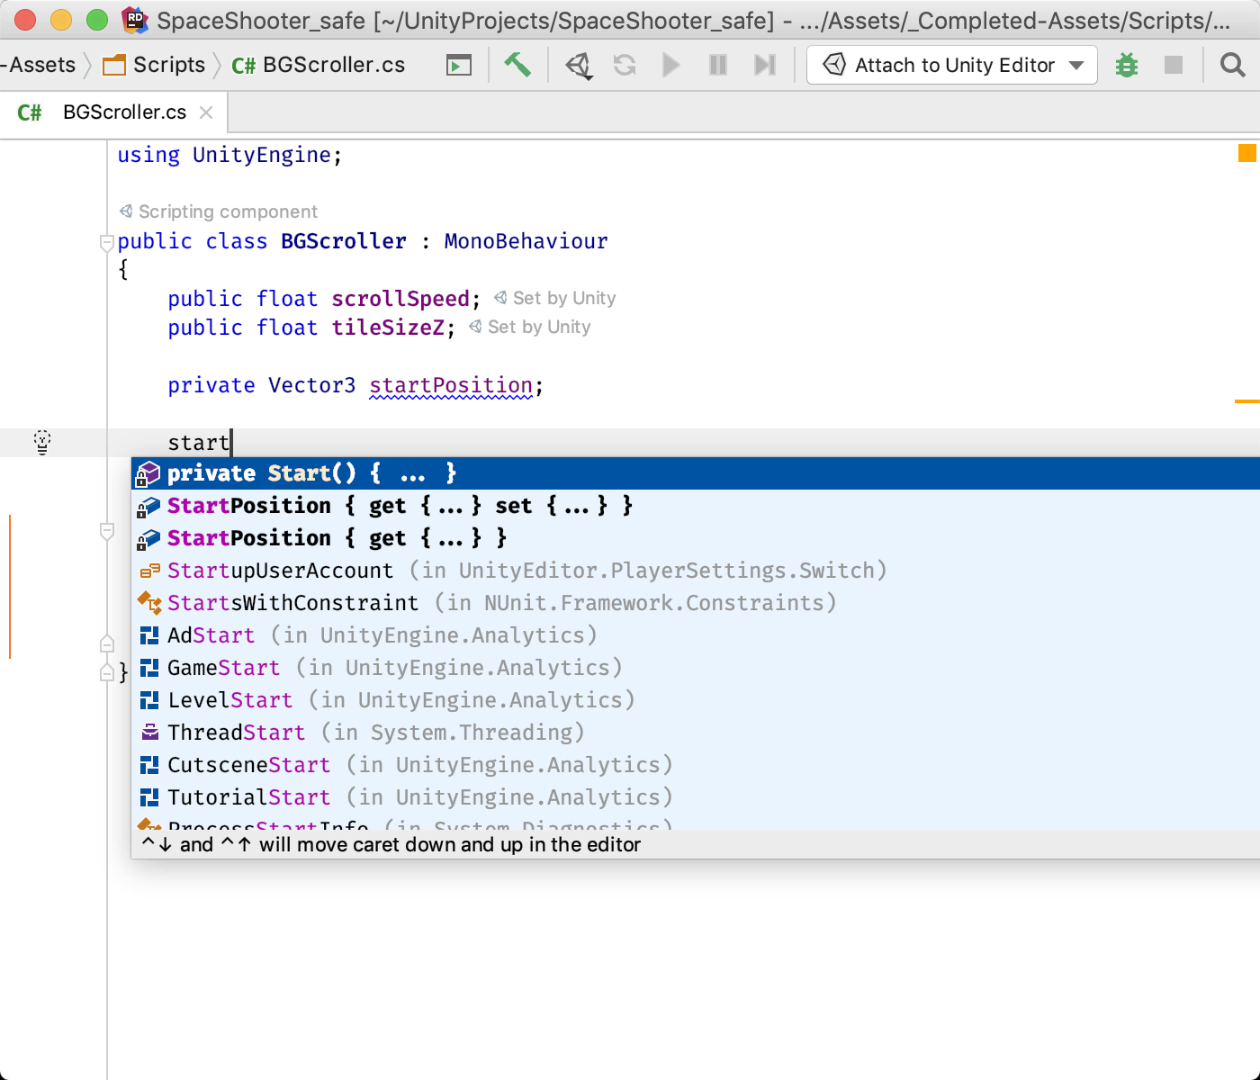 SpaceShooter_safe [~/UnityProjects/SpaceShooter_safe] - .../Assets/_Completed-Assets/Scripts/...
-Assets Scripts C# BGScroller.cs Attach to Unity Editor
C# BGScroller.cs
using UnityEngine;
Scripting component
public class BGScroller : MonoBehaviour
{
public float scrollSpeed; Set by Unity
public float tileSizeZ; Set by Unity
private Vector3 startPosition;
start
private Start() { ... }
StartPosition { get {...} set {...} }
StartPosition { get {...} }
StartupUserAccount (in UnityEditor.PlayerSettings.Switch)
StartsWithConstraint (in NUnit.Framework.Constraints)
AdStart (in UnityEngine.Analytics)
} GameStart (in UnityEngine.Analytics)
LevelStart (in UnityEngine.Analytics)
ThreadStart (in System.Threading)
CutsceneStart (in UnityEngine.Analytics)
TutorialStart (in UnityEngine.Analytics)
ProcessStartInfo (in System.Diagnostics)
^↓ and ^↑ will move caret down and up in the editor